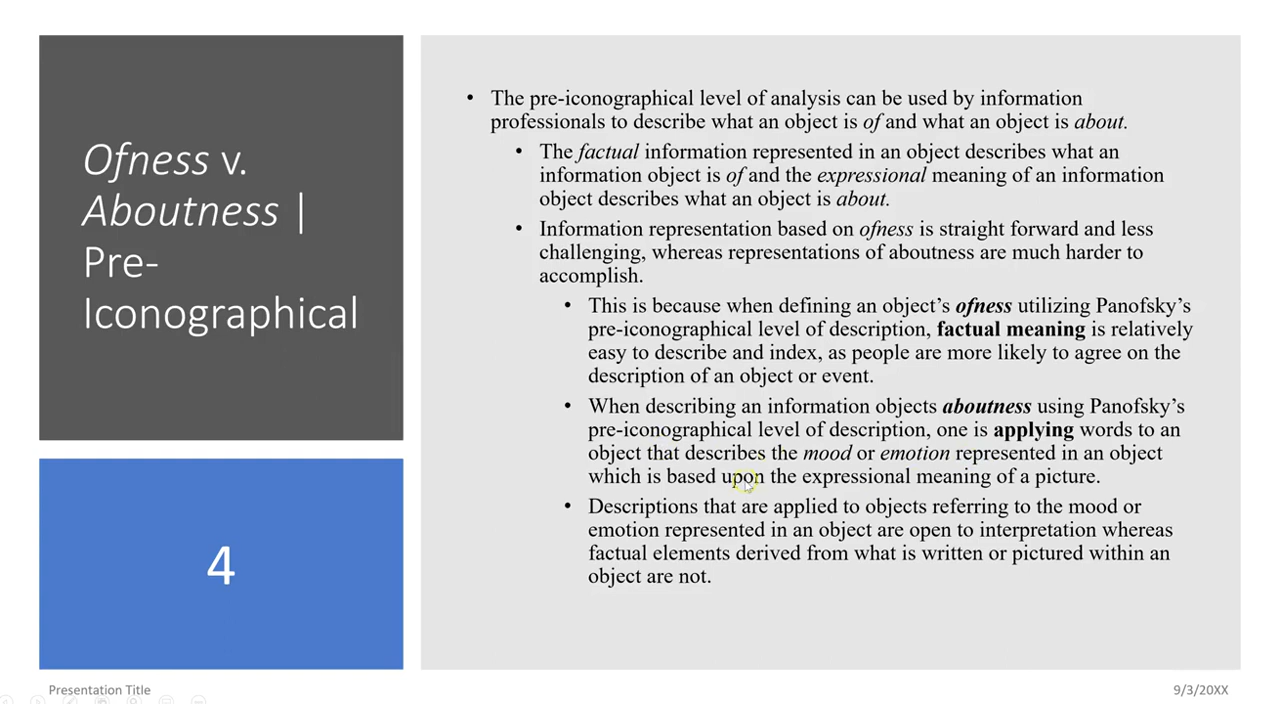 Ofness v.
Aboutness |
Pre-
Iconographical
4
• The pre-iconographical level of analysis can be used by information
professionals to describe what an object is of and what an object is about.
• The factual information represented in an object describes what an
information object is of and the expressional meaning of an information
object describes what an object is about.
• Information representation based on ofness is straight forward and less
challenging, whereas representations of aboutness are much harder to
accomplish.
• This is because when defining an object’s ofness utilizing Panofsky’s
pre-iconographical level of description, factual meaning is relatively
easy to describe and index, as people are more likely to agree on the
description of an object or event.
• When describing an information objects aboutness using Panofsky’s
pre-iconographical level of description, one is applying words to an
object that describes the mood or emotion represented in an object
which is based upon the expressional meaning of a picture.
• Descriptions that are applied to objects referring to the mood or
emotion represented in an object are open to interpretation whereas
factual elements derived from what is written or pictured within an
object are not.
Presentation Title
9/3/20XX